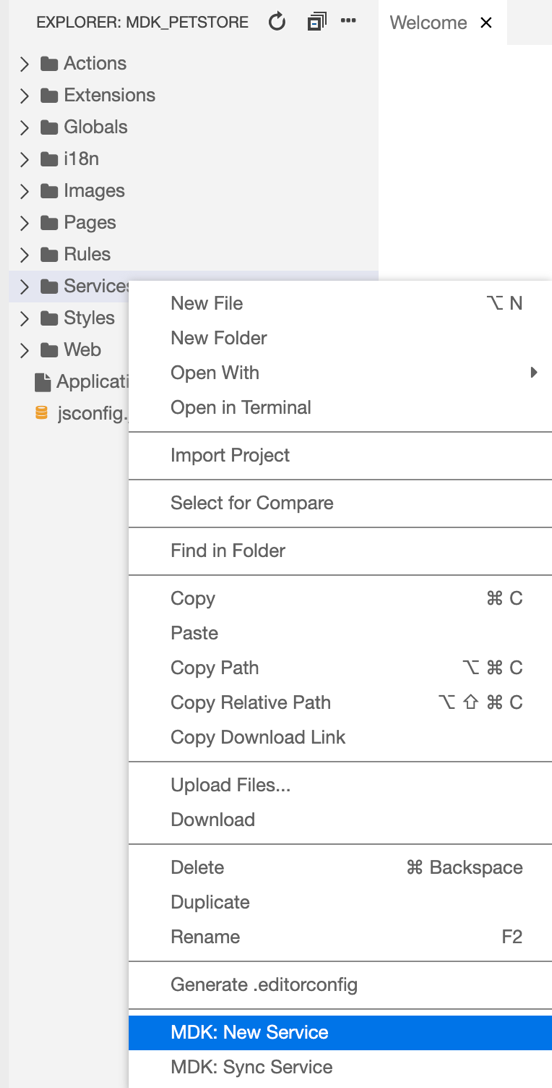 EXPLORER: MDK_PETSTORE
Welcome
Actions
Extensions
Globals
i18n
Images
Pages
Rules
Services
Styles
Web
New File ⌥ N
New Folder
Open With
Open in Terminal
Import Project
Select for Compare
Find in Folder
Copy ⌘ C
Paste
Copy Path ⌥ ⌘ C
Copy Relative Path ⌥ ⇧ ⌘ C
Copy Download Link
Upload Files...
Download
Delete ⌘ Backspace
Duplicate
Rename F2
Generate .editorconfig
MDK: New Service
MDK: Sync Service
Applicati
jsconfig.